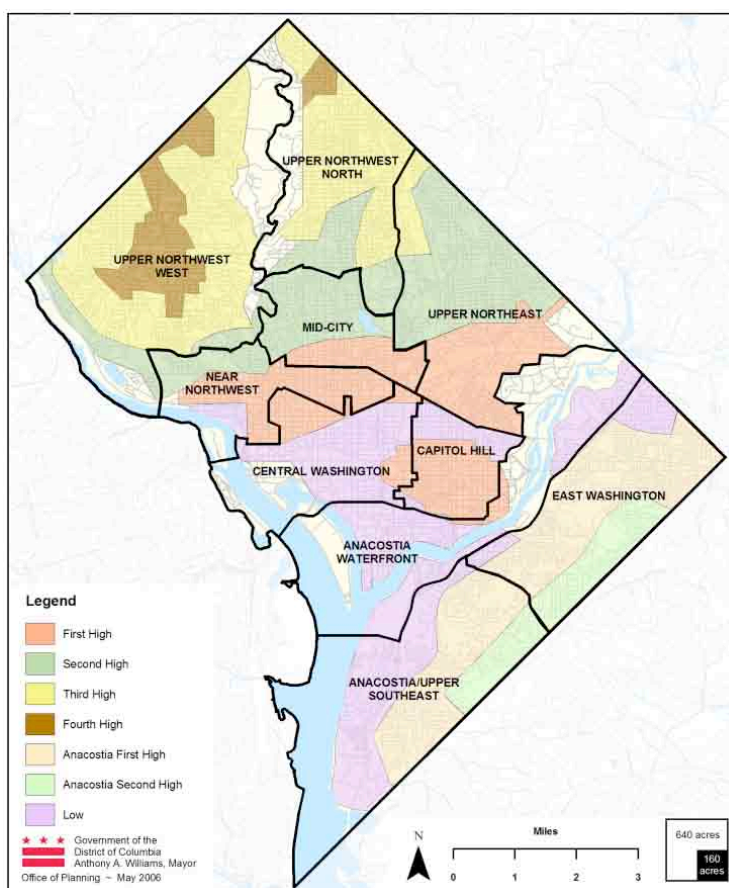 UPPER NORTHWEST
NORTH
UPPER NORTHWEST
WEST
MID-CITY
UPPER NORTHEAST
NEAR
NORTHWEST
CENTRAL WASHINGTON
CAPITOL HILL
EAST WASHINGTON
ANACOSTIA
WATERFRONT
ANACOSTIA/UPPER
SOUTHEAST
Legend
First High
Second High
Third High
Fourth High
Anacostia First High
Anacostia Second High
Low
Government of the
District of Columbia
Anthony A. Williams, Mayor
Office of Planning ~ May 2006
N
Miles
0 1 2 3
640 acres
160
acres